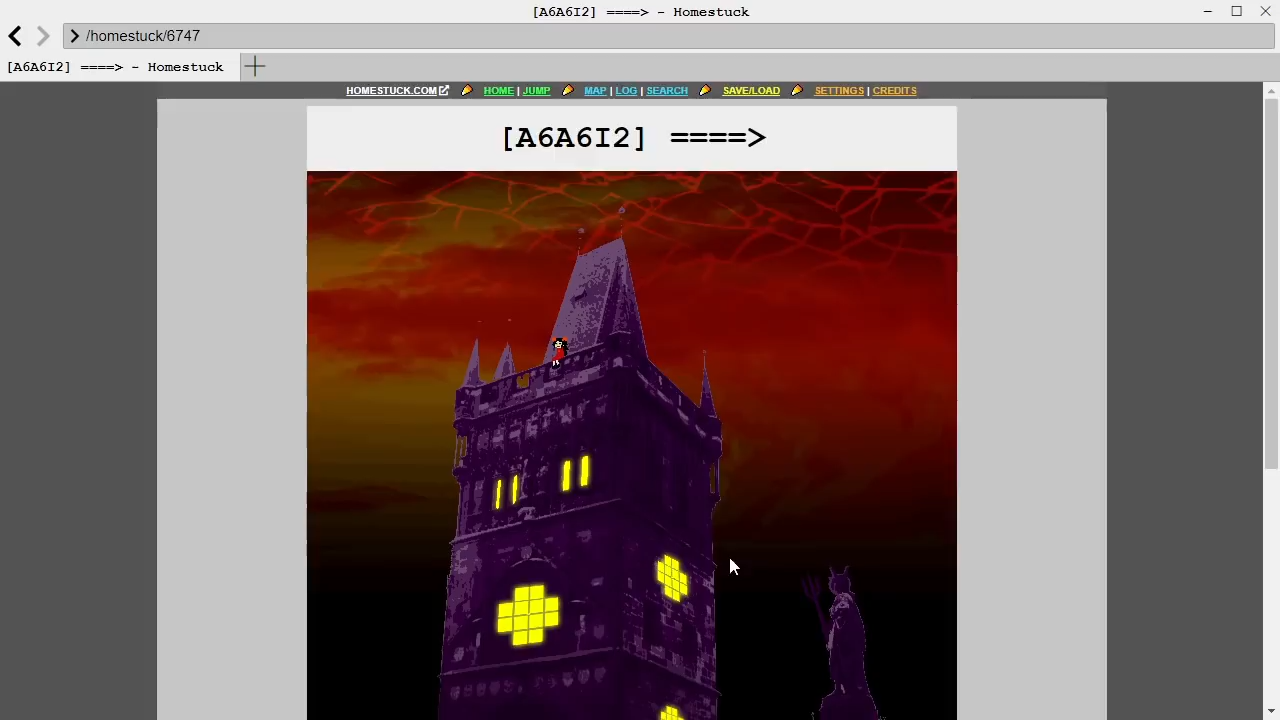 [A6A6I2] ====> - Homestuck
/homestuck/6747
[A6A6I2] ====> - Homestuck
HOMESTUCK.COM HOME | JUMP MAP | LOG | SEARCH SAVE/LOAD SETTINGS | CREDITS
[A6A6I2] ====>